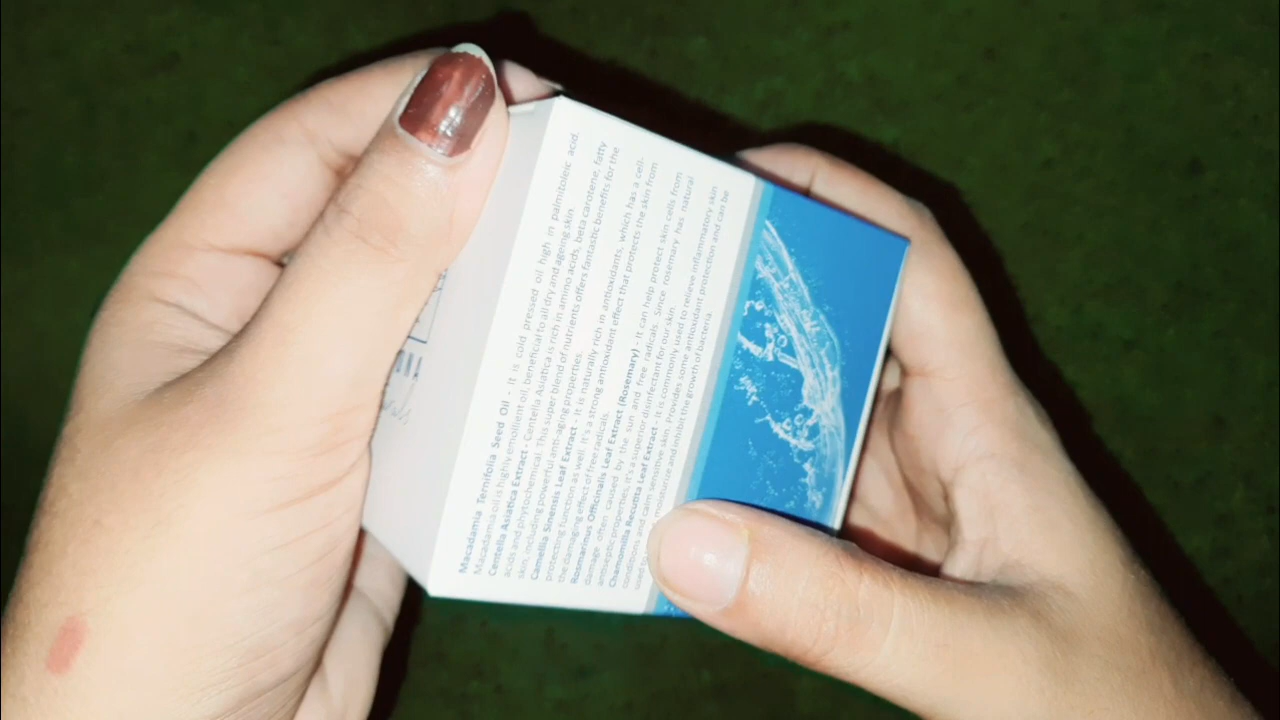 Macadamia Ternifolia Seed Oil - It is cold pressed oil high in palmitoleic acid.
Macadamia oil is highly emollient oil, beneficial to all dry and ageing skin.
Centella Asiatica Extract - Centella Asiatica is rich in amino acids, beta carotene, fatty
acids and phytochemical. This super blend of nutrients offers fantastic benefits for the
skin, including powerful anti-aging properties.
Camellia Sinensis Leaf Extract - It is naturally rich in antioxidants, which has a cell-
protecting function as well. It's a strong antioxidant effect that protects the skin from
the damaging effect of free radicals.
Rosmarinus Officinalis Leaf Extract (Rosemary) - It can help protect skin cells from
damage often caused by the sun and free radicals. Since rosemary has natural
antiseptic properties, it's a superior disinfectant for our skin
Chamomilla Recutita Leaf Extract - It is commonly used to relieve inflammatory skin
conditions and calm sensitive skin. Provides some antioxidant protection and can be
used to moisturize and inhibit the growth of bacteria.